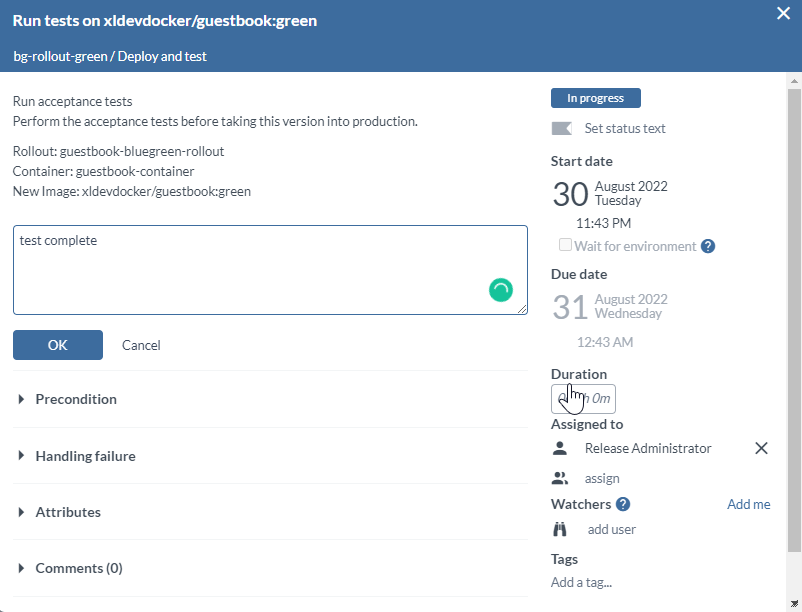 Run tests on xldevdocker/guestbook:green
bg-rollout-green / Deploy and test
Run acceptance tests
Perform the acceptance tests before taking this version into production.
Rollout: guestbook-bluegreen-rollout
Container: guestbook-container
New Image: xldevdocker/guestbook:green
test complete
OK Cancel
Precondition
Handling failure
Attributes
Comments (0)
In progress
Set status text
Start date
30 August 2022
Tuesday
11:43 PM
Wait for environment ?
Due date
31 August 2022
Wednesday
12:43 AM
Duration
0m
Assigned to
Release Administrator
assign
Watchers ? Add me
add user
Tags
Add a tag...